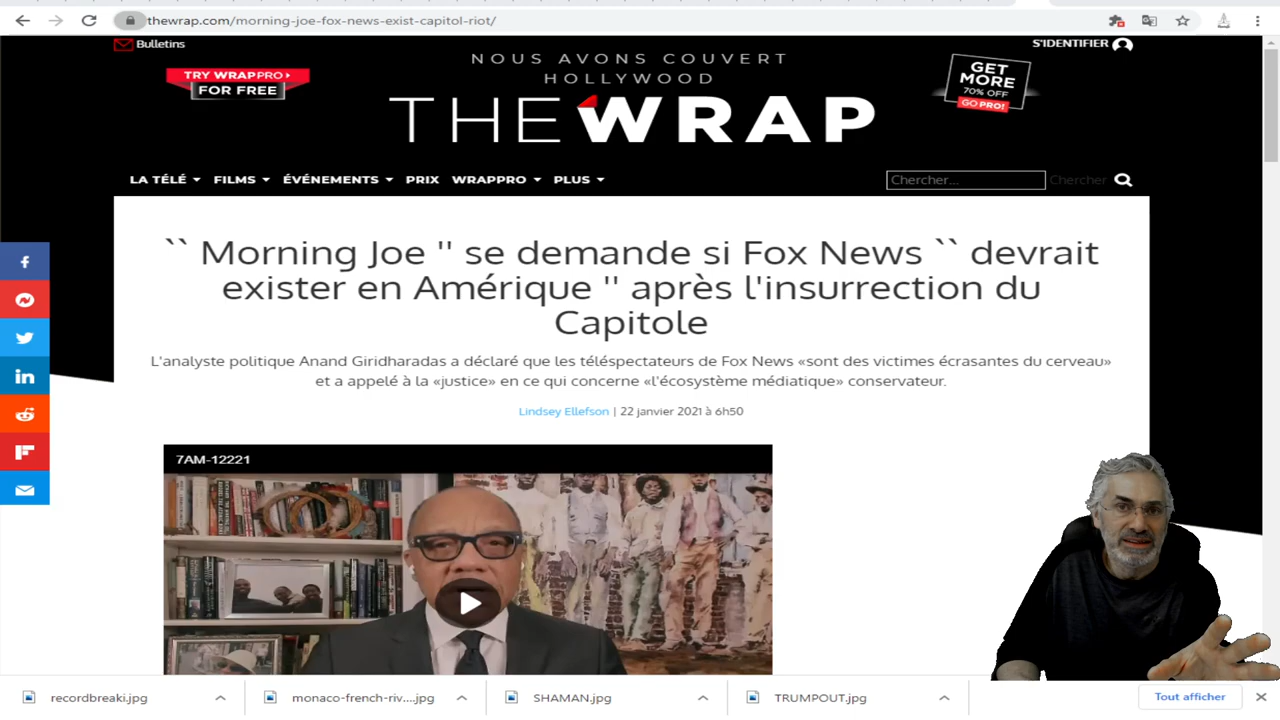 thewrap.com/morning-joe-fox-news-exist-capitol-riot/
Bulletins
S'IDENTIFIER
NOUS AVONS COUVERT
HOLLYWOOD
TRY WRAPPRO
FOR FREE
GET
MORE
70% OFF
GO PRO!
THEWRAP
LA TÉLÉ
FILMS
ÉVÉNEMENTS
PRIX
WRAPPRO
PLUS
Chercher...
Chercher
`` Morning Joe '' se demande si Fox News `` devrait
exister en Amérique '' après l'insurrection du
Capitole
L'analyste politique Anand Giridharadas a déclaré que les téléspectateurs de Fox News «sont des victimes écrasantes du cerveau»
et a appelé à la «justice» en ce qui concerne «l'écosystème médiatique» conservateur.
Lindsey Ellefson | 22 janvier 2021 à 6h50
7AM-12221
recordbreaki.jpg
monaco-french-riv....jpg
SHAMAN.jpg
TRUMPOUT.jpg
Tout afficher